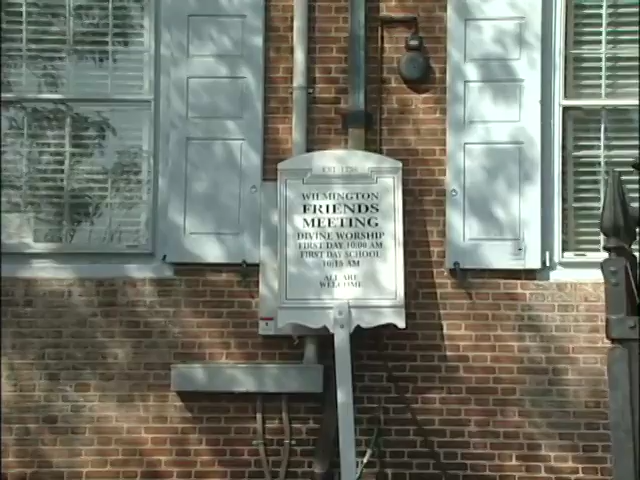 WILMINGTON
FRIENDS
MEETING
DIVINE WORSHIP
FIRST DAY 10:00 AM
FIRST DAY SCHOOL
10:15 AM
ALL ARE
WELCOME